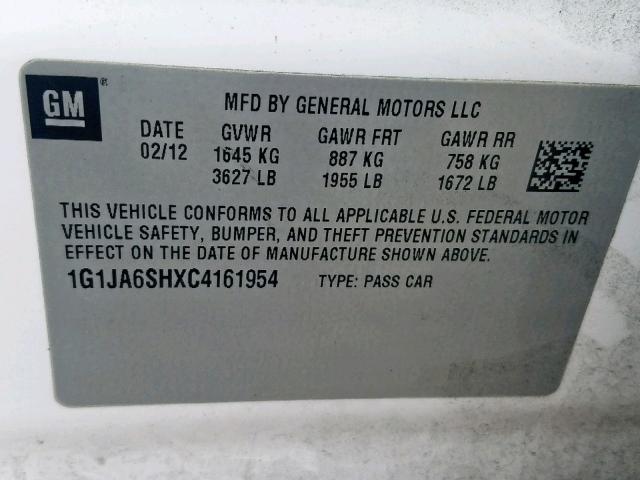 GM ®
MFD BY GENERAL MOTORS LLC
DATE GVWR GAWR FRT GAWR RR
02/12 1645 KG 887 KG 758 KG
3627 LB 1955 LB 1672 LB
THIS VEHICLE CONFORMS TO ALL APPLICABLE U.S. FEDERAL MOTOR
VEHICLE SAFETY, BUMPER, AND THEFT PREVENTION STANDARDS IN
EFFECT ON THE DATE OF MANUFACTURE SHOWN ABOVE.
1G1JA6SHXC4161954 TYPE: PASS CAR